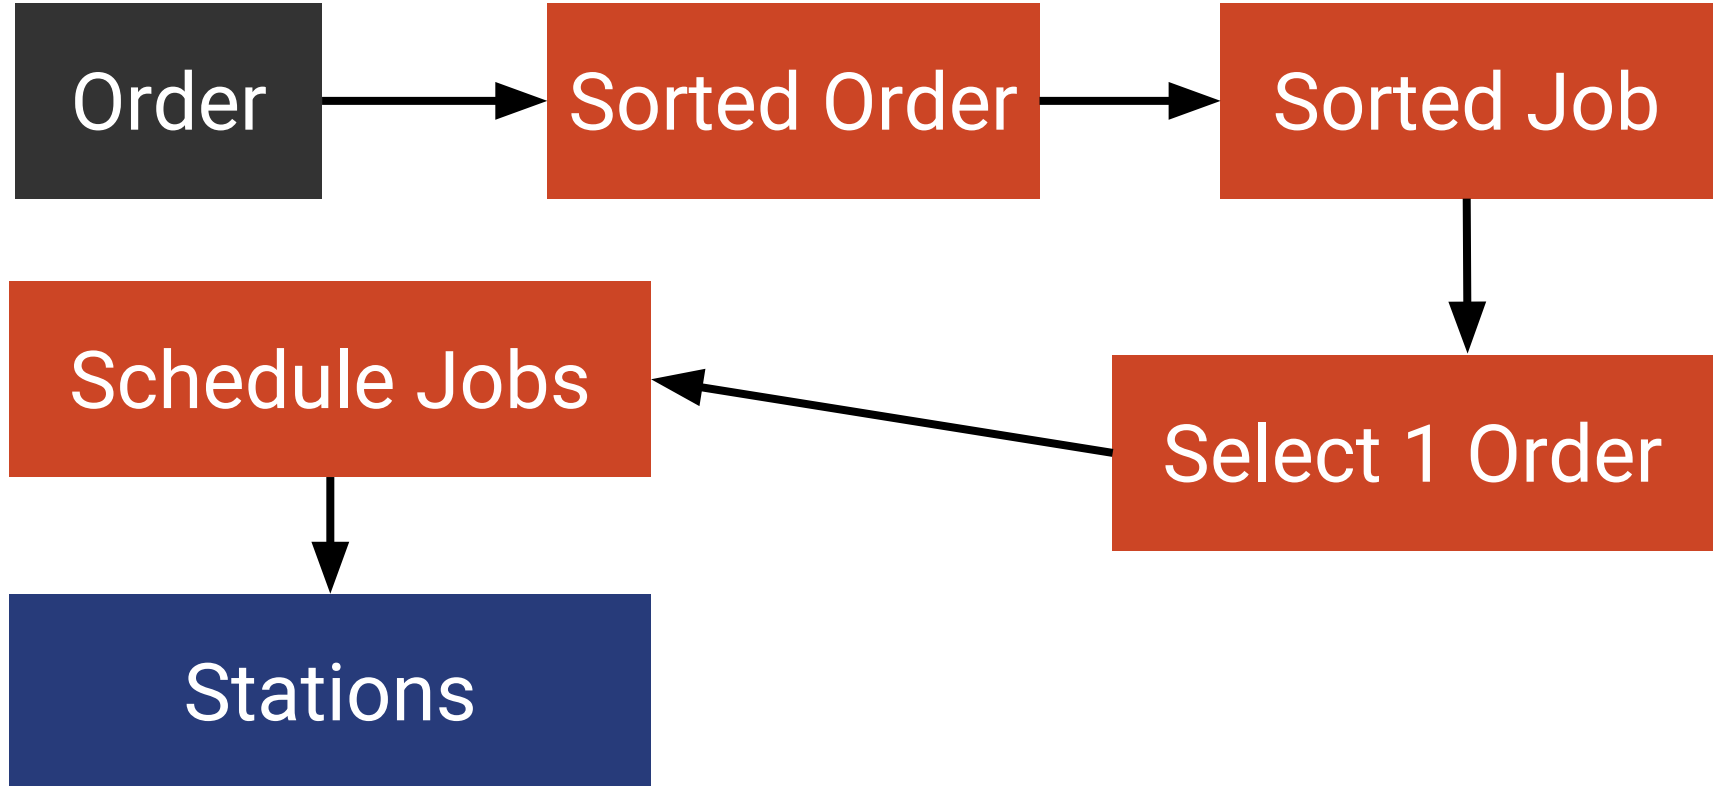 Order
Sorted Order
Sorted Job
Schedule Jobs
Select 1 Order
Stations